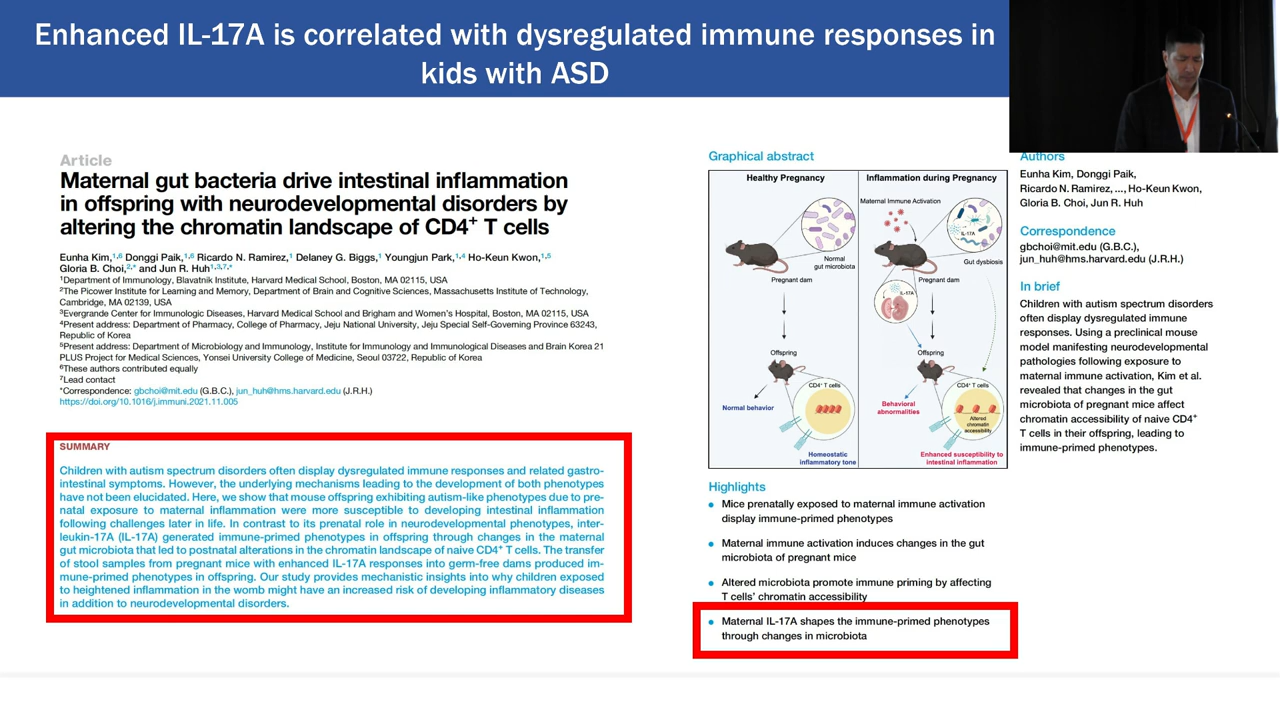 Enhanced IL-17A is correlated with dysregulated immune responses in
kids with ASD
Article
Maternal gut bacteria drive intestinal inflammation
in offspring with neurodevelopmental disorders by
altering the chromatin landscape of CD4⁺ T cells
Eunha Kim,1,6 Donggi Paik,1,6 Ricardo N. Ramirez,1 Delaney G. Biggs,1 Youngjun Park,1,4 Ho-Keun Kwon,1,5
Gloria B. Choi,2,* and Jun R. Huh1,3,7,*
1Department of Immunology, Blavatnik Institute, Harvard Medical School, Boston, MA 02115, USA
2The Picower Institute for Learning and Memory, Department of Brain and Cognitive Sciences, Massachusetts Institute of Technology,
Cambridge, MA 02139, USA
3Evergrande Center for Immunologic Diseases, Harvard Medical School and Brigham and Women's Hospital, Boston, MA 02115, USA
4Present address: Department of Pharmacy, College of Pharmacy, Jeju National University, Jeju Special Self-Governing Province 63243,
Republic of Korea
5Present address: Department of Microbiology and Immunology, Institute for Immunology and Immunological Diseases and Brain Korea 21
PLUS Project for Medical Sciences, Yonsei University College of Medicine, Seoul 03722, Republic of Korea
6These authors contributed equally
7Lead contact
*Correspondence: gbchoi@mit.edu (G.B.C.), jun_huh@hms.harvard.edu (J.R.H.)
https://doi.org/10.1016/j.immuni.2021.11.005
SUMMARY
Children with autism spectrum disorders often display dysregulated immune responses and related gastro-
intestinal symptoms. However, the underlying mechanisms leading to the development of both phenotypes
have not been elucidated. Here, we show that mouse offspring exhibiting autism-like phenotypes due to pre-
natal exposure to maternal inflammation were more susceptible to developing intestinal inflammation
following challenges later in life. In contrast to its prenatal role in neurodevelopmental phenotypes, inter-
leukin-17A (IL-17A) generated immune-primed phenotypes in offspring through changes in the maternal
gut microbiota that led to postnatal alterations in the chromatin landscape of naive CD4⁺ T cells. The transfer
of stool samples from pregnant mice with enhanced IL-17A responses into germ-free dams produced im-
mune-primed phenotypes in offspring. Our study provides mechanistic insights into why children exposed
to heightened inflammation in the womb might have an increased risk of developing inflammatory diseases
in addition to neurodevelopmental disorders.
Graphical abstract
Healthy Pregnancy
Normal
gut microbiota
Pregnant dam
Offspring
CD4⁺ T cells
Normal behavior
Homeostatic
inflammatory tone
Inflammation during Pregnancy
Maternal Immune Activation
IL-17A
Gut dysbiosis
Pregnant dam
IL-17A
Offspring
CD4⁺ T cells
Behavioral
abnormalities
Altered
chromatin
accessibility
Enhanced susceptibility to
intestinal inflammation
Highlights
• Mice prenatally exposed to maternal immune activation
display immune-primed phenotypes
• Maternal immune activation induces changes in the gut
microbiota of pregnant mice
• Altered microbiota promote immune priming by affecting
T cells' chromatin accessibility
• Maternal IL-17A shapes the immune-primed phenotypes
through changes in microbiota
Authors
Eunha Kim, Donggi Paik,
Ricardo N. Ramirez, ..., Ho-Keun Kwon,
Gloria B. Choi, Jun R. Huh
Correspondence
gbchoi@mit.edu (G.B.C.),
jun_huh@hms.harvard.edu (J.R.H.)
In brief
Children with autism spectrum disorders
often display dysregulated immune
responses. Using a preclinical mouse
model manifesting neurodevelopmental
pathologies following exposure to
maternal immune activation, Kim et al.
revealed that changes in the gut
microbiota of pregnant mice affect
chromatin accessibility of naive CD4⁺
T cells in their offspring, leading to
immune-primed phenotypes.